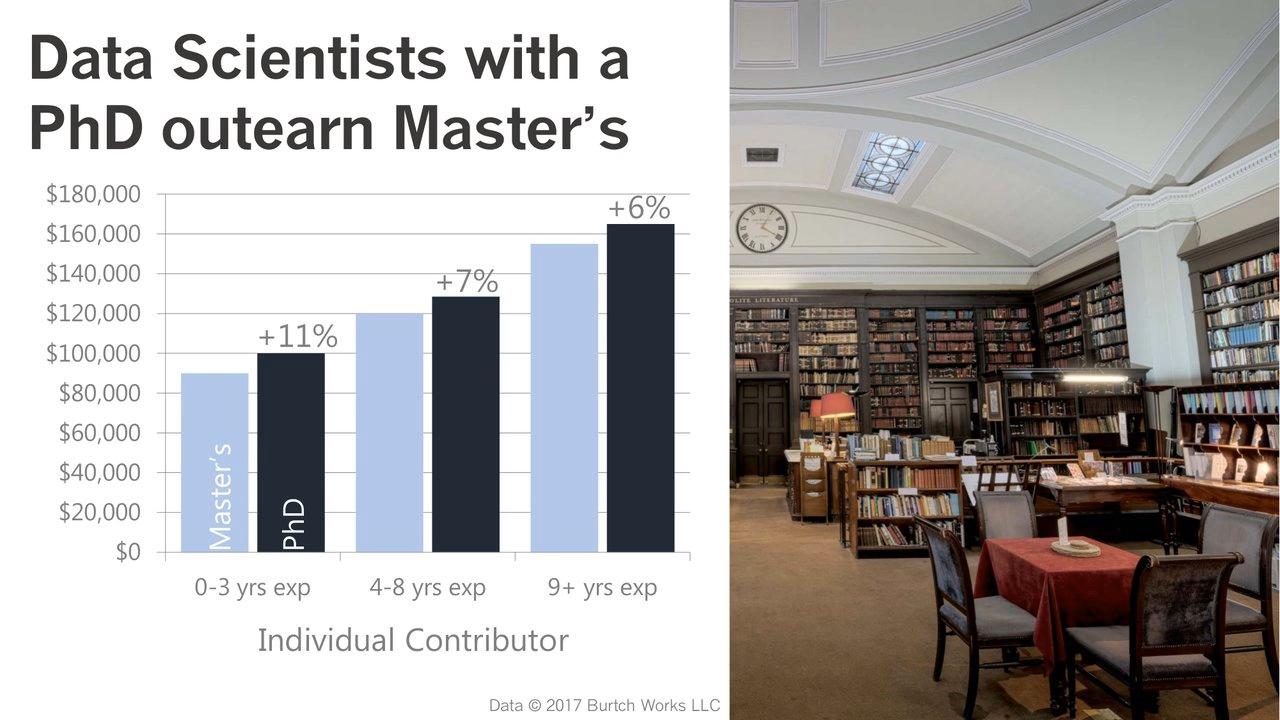 Data Scientists with a
PhD outearn Master’s
$180,000
$160,000
$140,000
$120,000
$100,000
$80,000
$60,000
$40,000
$20,000
$0
+11%
+7%
+6%
Master’s
PhD
0-3 yrs exp
4-8 yrs exp
9+ yrs exp
Individual Contributor
Data © 2017 Burtch Works LLC
OLITE LITERATURE